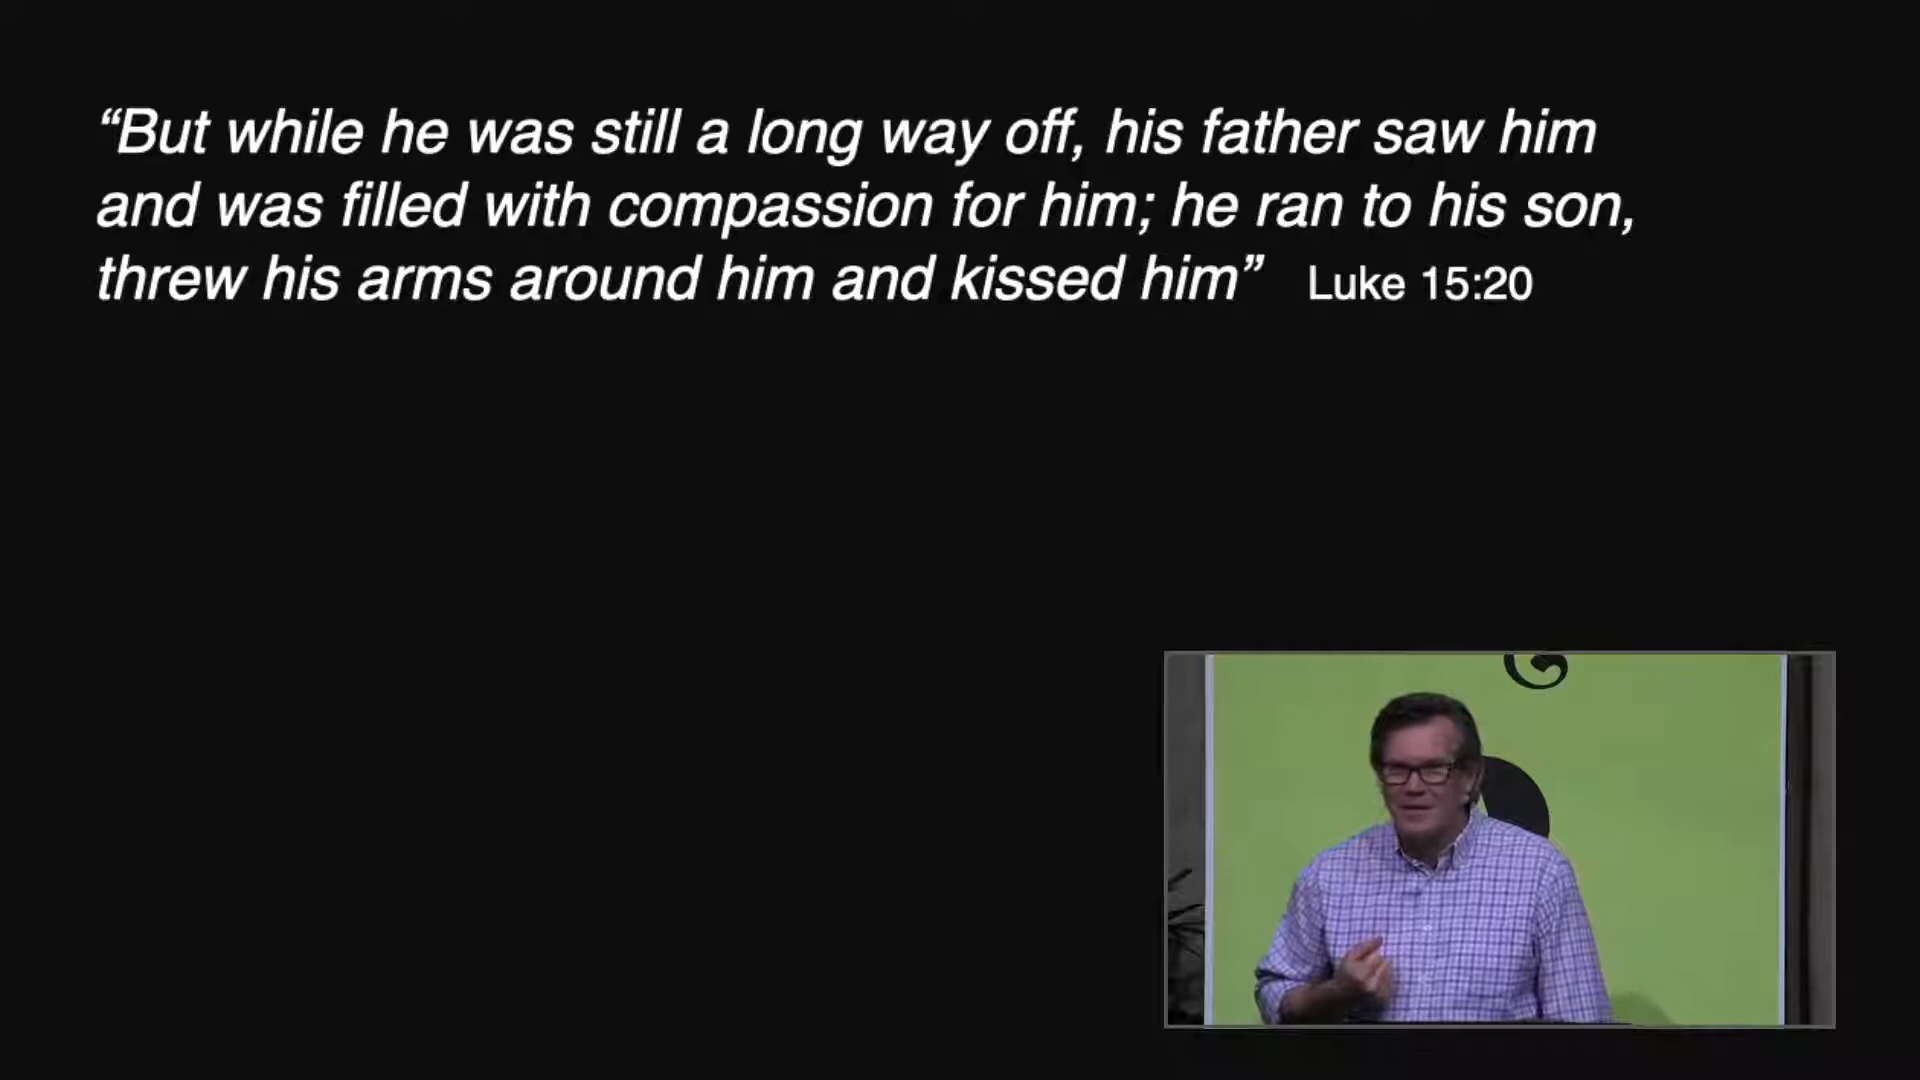 “But while he was still a long way off, his father saw him
and was filled with compassion for him; he ran to his son,
threw his arms around him and kissed him” Luke 15:20